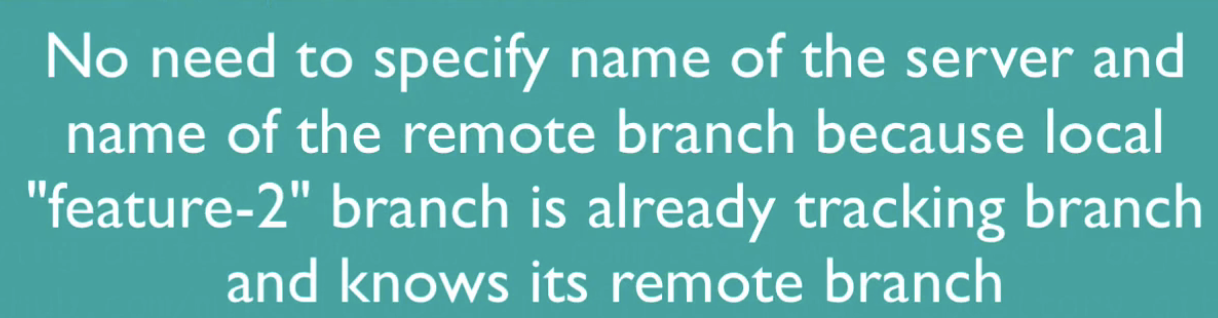 No need to specify name of the server and
name of the remote branch because local
"feature-2" branch is already tracking branch
and knows its remote branch